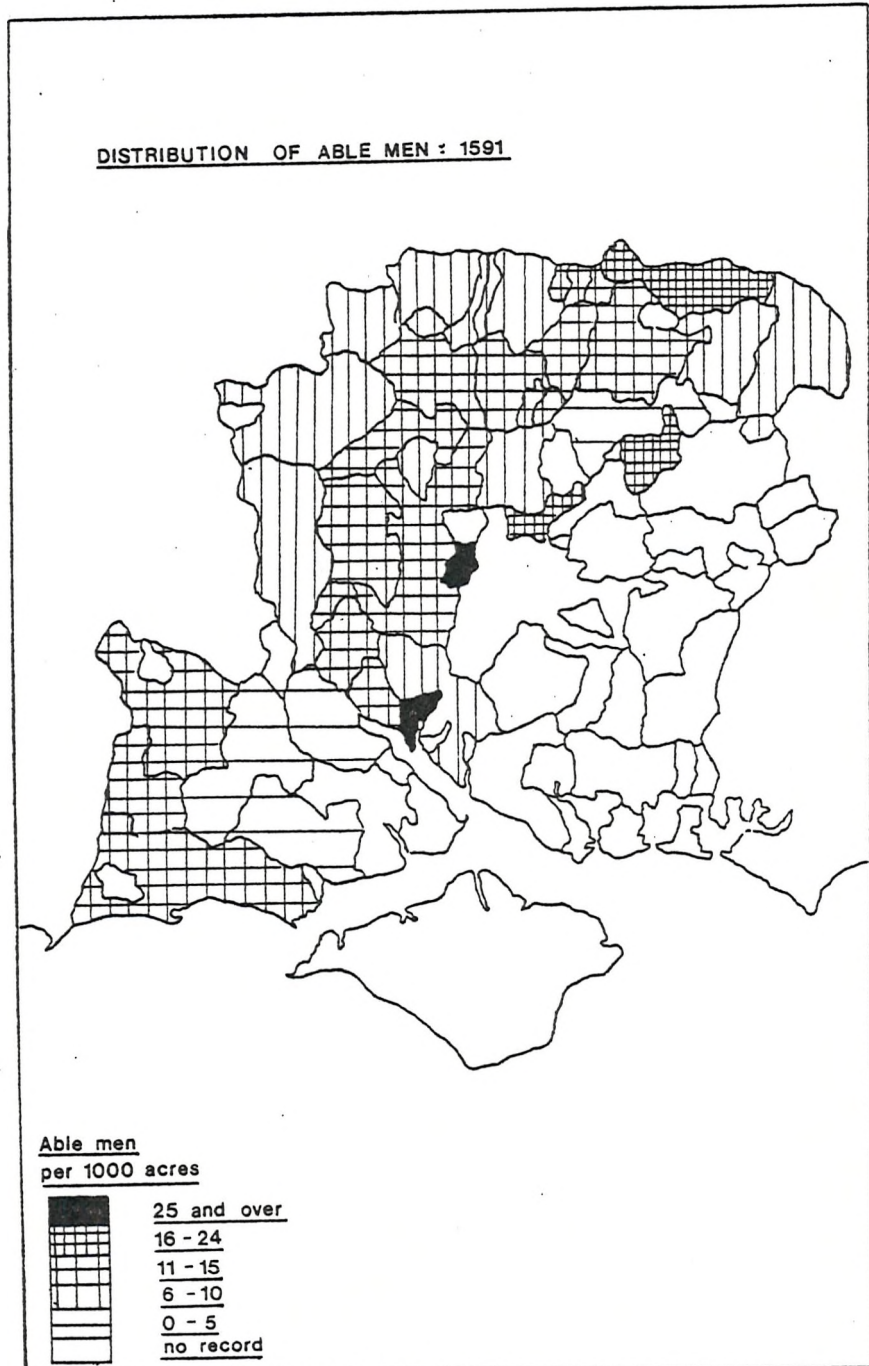 DISTRIBUTION OF ABLE MEN : 1591
Able men
per 1000 acres
25 and over
16 - 24
11 - 15
6 - 10
0 - 5
no record